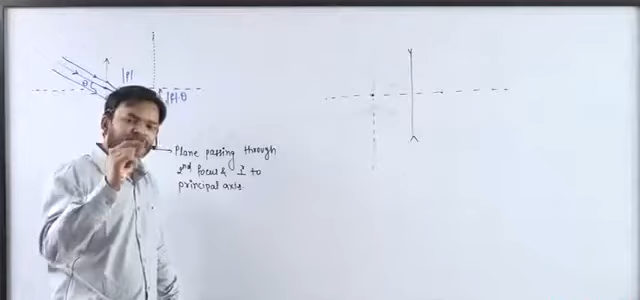 |f|
θ
|f| θ
Plane passing through
2nd focus & ⊥ to
principal axis.